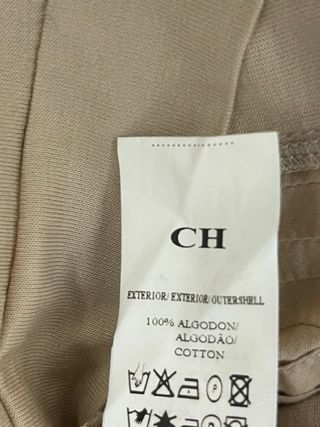 CH
EXTERIOR/EXTERIOR/OUTERSHELL
100% ALGODON/
ALGODÃO/
COTTON